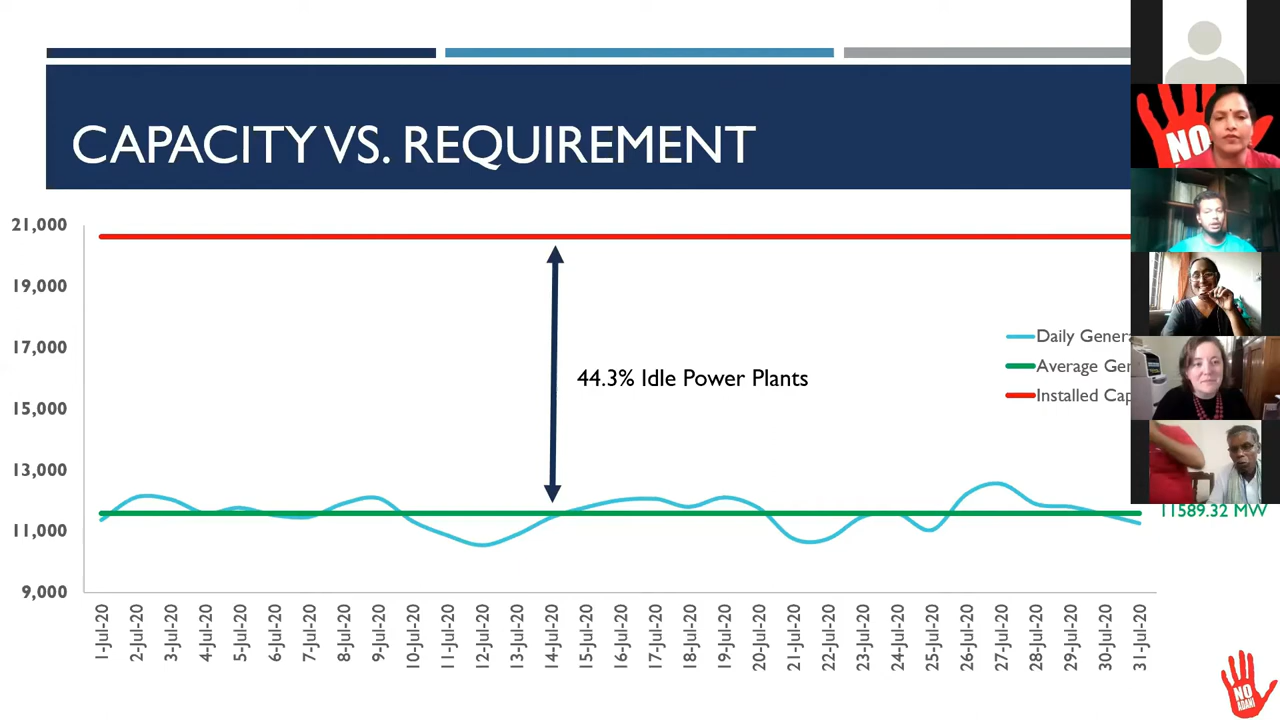 CAPACITY VS. REQUIREMENT
NO
21,000
19,000
17,000
15,000
13,000
11,000
9,000
44.3% Idle Power Plants
Daily Genera
Average Gen
Installed Cap
11589.32 MW
1-Jul-20
2-Jul-20
3-Jul-20
4-Jul-20
5-Jul-20
6-Jul-20
7-Jul-20
8-Jul-20
9-Jul-20
10-Jul-20
11-Jul-20
12-Jul-20
13-Jul-20
14-Jul-20
15-Jul-20
16-Jul-20
17-Jul-20
18-Jul-20
19-Jul-20
20-Jul-20
21-Jul-20
22-Jul-20
23-Jul-20
24-Jul-20
25-Jul-20
26-Jul-20
27-Jul-20
28-Jul-20
29-Jul-20
30-Jul-20
31-Jul-20
NO
ADANI